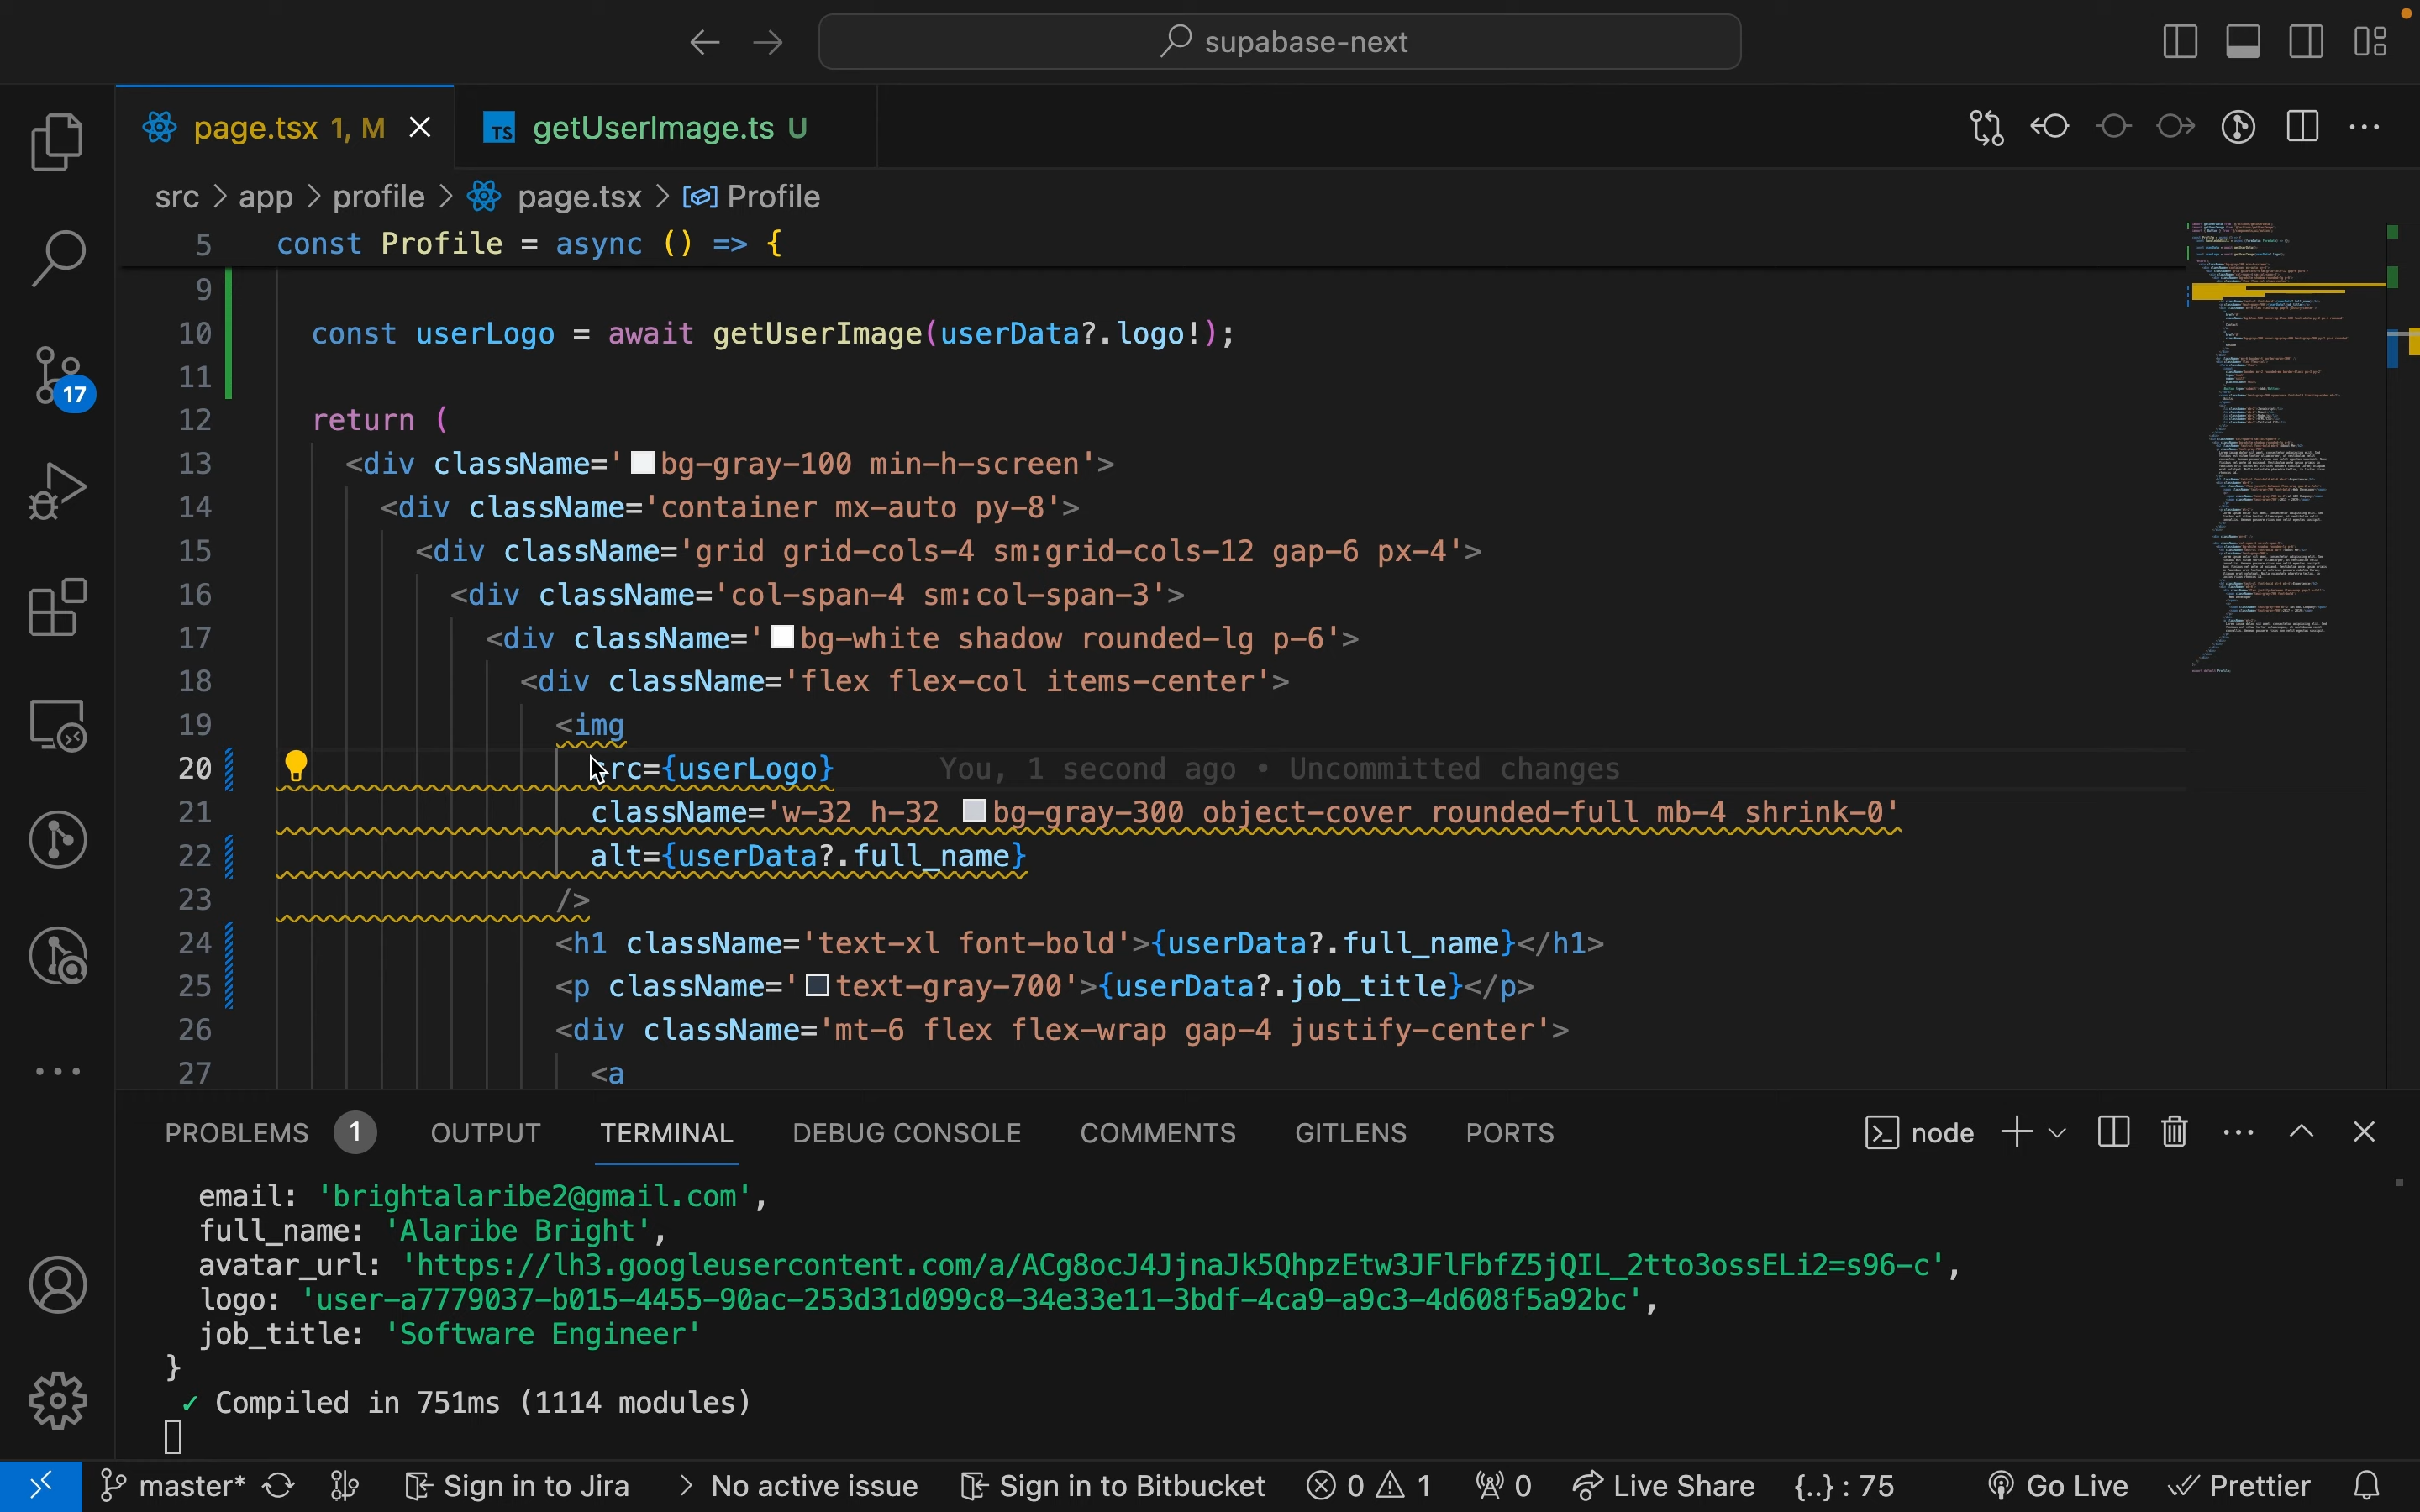 supabase-next
page.tsx 1, M
getUserImage.ts U
src > app > profile > page.tsx > Profile
5 const Profile = async () => {
9
10 const userLogo = await getUserImage(userData?.logo!);
11
12 return (
13 <div className='bg-gray-100 min-h-screen'>
14 <div className='container mx-auto py-8'>
15 <div className='grid grid-cols-4 sm:grid-cols-12 gap-6 px-4'>
16 <div className='col-span-4 sm:col-span-3'>
17 <div className='bg-white shadow rounded-lg p-6'>
18 <div className='flex flex-col items-center'>
19 <img
20 src={userLogo} You, 1 second ago • Uncommitted changes
21 className='w-32 h-32 bg-gray-300 object-cover rounded-full mb-4 shrink-0'
22 alt={userData?.full_name}
23 />
24 <h1 className='text-xl font-bold'>{userData?.full_name}</h1>
25 <p className='text-gray-700'>{userData?.job_title}</p>
26 <div className='mt-6 flex flex-wrap gap-4 justify-center'>
27 <a
17
PROBLEMS 1 OUTPUT TERMINAL DEBUG CONSOLE COMMENTS GITLENS PORTS node
email: 'brightalaribe2@gmail.com',
full_name: 'Alaribe Bright',
avatar_url: 'https://lh3.googleusercontent.com/a/ACg8ocJ4JjnaJk5QhpzEtw3JFlFbfZ5jQIL_2tto3ossELi2=s96-c',
logo: 'user-a7779037-b015-4455-90ac-253d31d099c8-34e33e11-3bdf-4ca9-a9c3-4d608f5a92bc',
job_title: 'Software Engineer'
}
✓ Compiled in 751ms (1114 modules)
master* Sign in to Jira > No active issue Sign in to Bitbucket 0 1 0 Live Share {..} : 75 Go Live Prettier